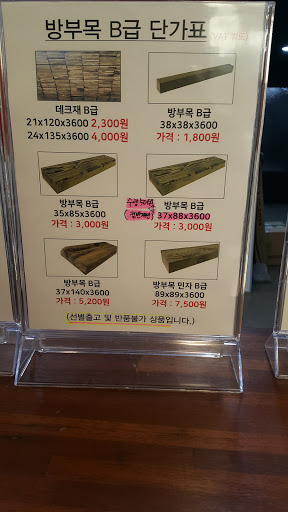 방부목 B급 단가표 (VAT 별도)
데크재 B급
21x120x3600 2,300원
24x135x3600 4,000원
방부목 B급
38x38x3600
가격 : 1,800원
방부목 B급
35x85x3600
가격 : 3,000원
방부목 B급
37x88x3600
가격 : 3,000원
방부목 B급
37x140x3600
가격 : 5,200원
방부목 민자 B급
89x89x3600
가격 : 7,500원
(선별출고 및 반품불가 상품입니다.)